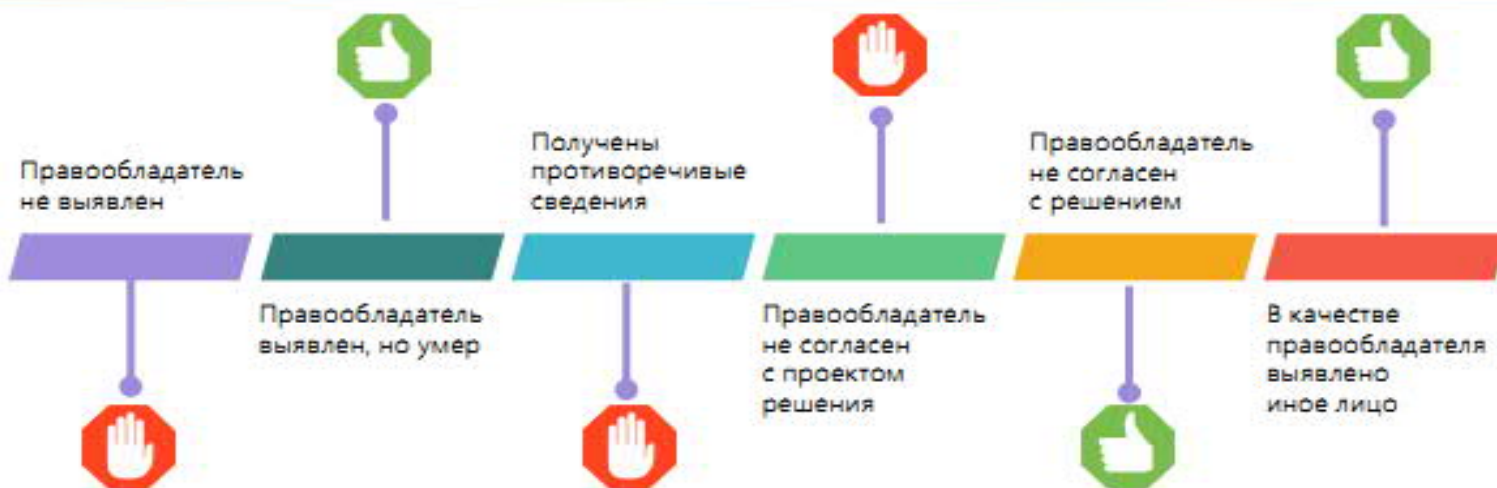 Правообладатель
не выявлен
Правообладатель
выявлен, но умер
Получены
противоречивые
сведения
Правообладатель
не согласен
с проектом
решения
Правообладатель
не согласен
с решением
В качестве
правообладателя
выявлено
иное лицо